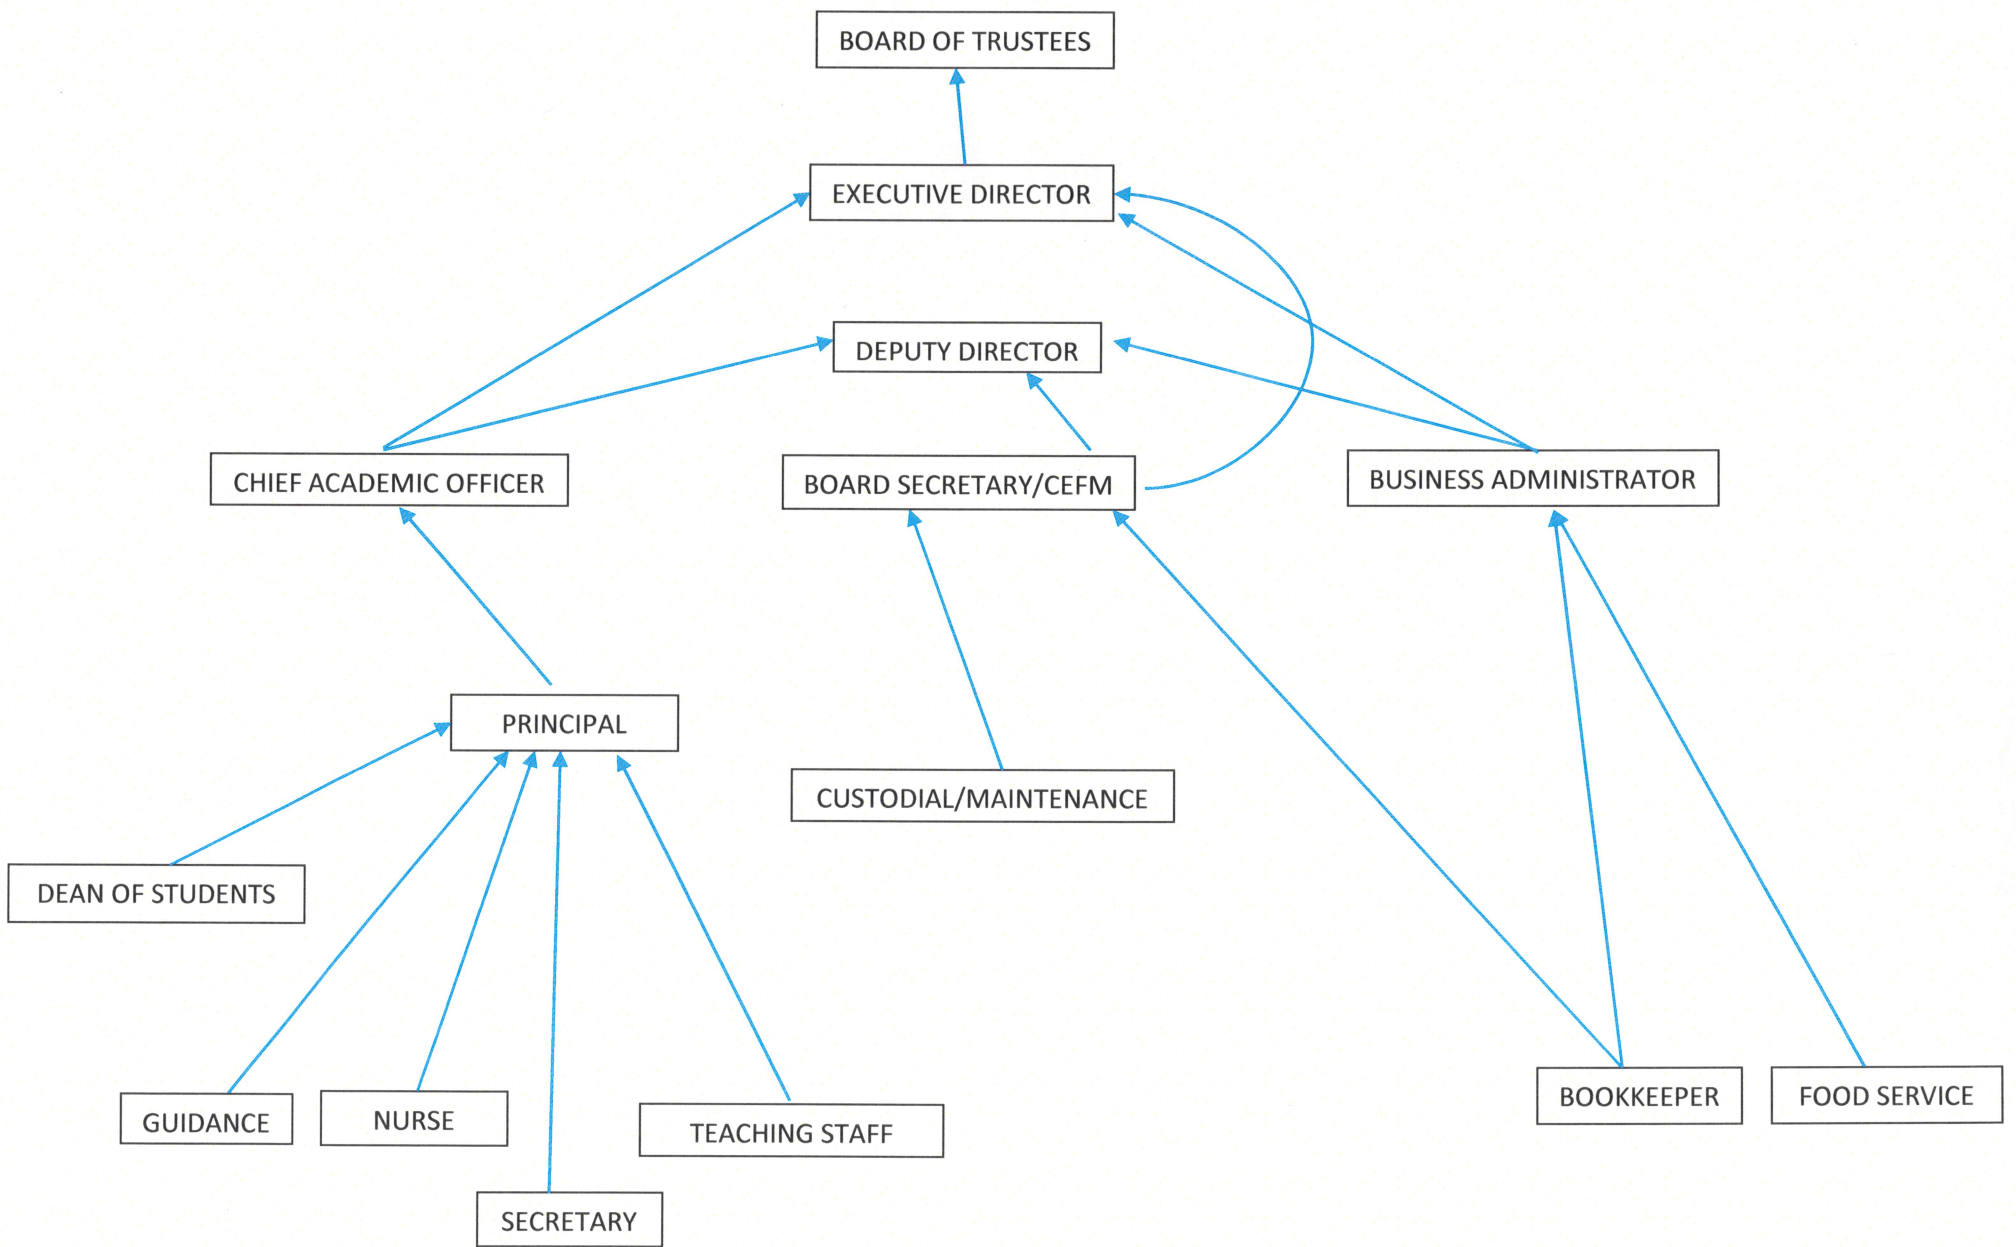 BOARD OF TRUSTEES
EXECUTIVE DIRECTOR
DEPUTY DIRECTOR
CHIEF ACADEMIC OFFICER
BOARD SECRETARY/CEFM
BUSINESS ADMINISTRATOR
PRINCIPAL
CUSTODIAL/MAINTENANCE
DEAN OF STUDENTS
GUIDANCE
NURSE
TEACHING STAFF
SECRETARY
BOOKKEEPER
FOOD SERVICE